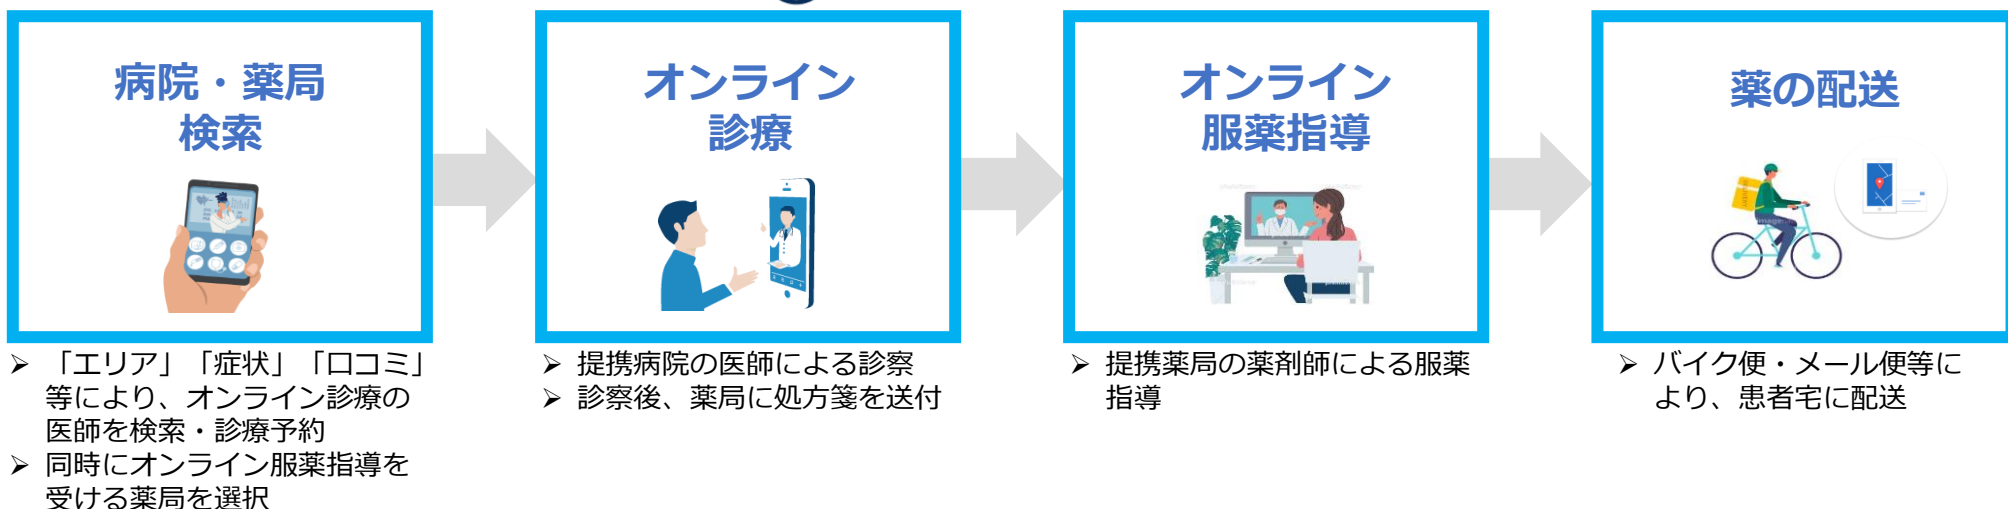 病院・薬局
検索
オンライン
診療
オンライン
服薬指導
薬の配送
➢ 「エリア」「症状」「口コミ」
等により、オンライン診療の
医師を検索・診療予約
➢ 同時にオンライン服薬指導を
受ける薬局を選択
➢ 提携病院の医師による診察
➢ 診察後、薬局に処方箋を送付
➢ 提携薬局の薬剤師による服薬
指導
➢ バイク便・メール便等に
より、患者宅に配送